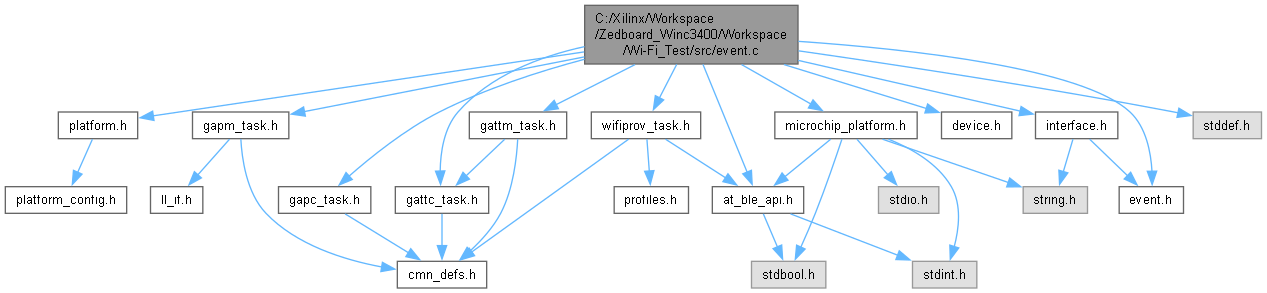 C:/Xilinx/Workspace
/Zedboard_Winc3400/Workspace
/Wi-Fi_Test/src/event.c
platform.h
gapm_task.h
gattm_task.h
wifiprov_task.h
microchip_platform.h
device.h
interface.h
stddef.h
platform_config.h
ll_if.h
gapc_task.h
gattc_task.h
profiles.h
at_ble_api.h
stdio.h
string.h
event.h
cmn_defs.h
stdbool.h
stdint.h